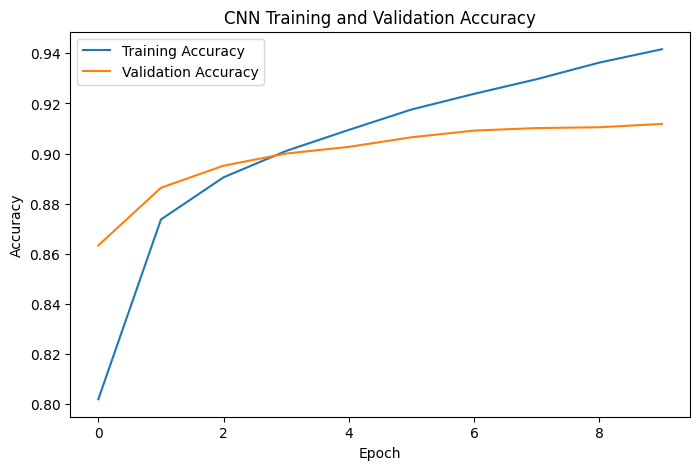 CNN Training and Validation Accuracy
Training Accuracy
Validation Accuracy
Accuracy
0.94
0.92
0.90
0.88
0.86
0.84
0.82
0.80
0 2 4 6 8
Epoch